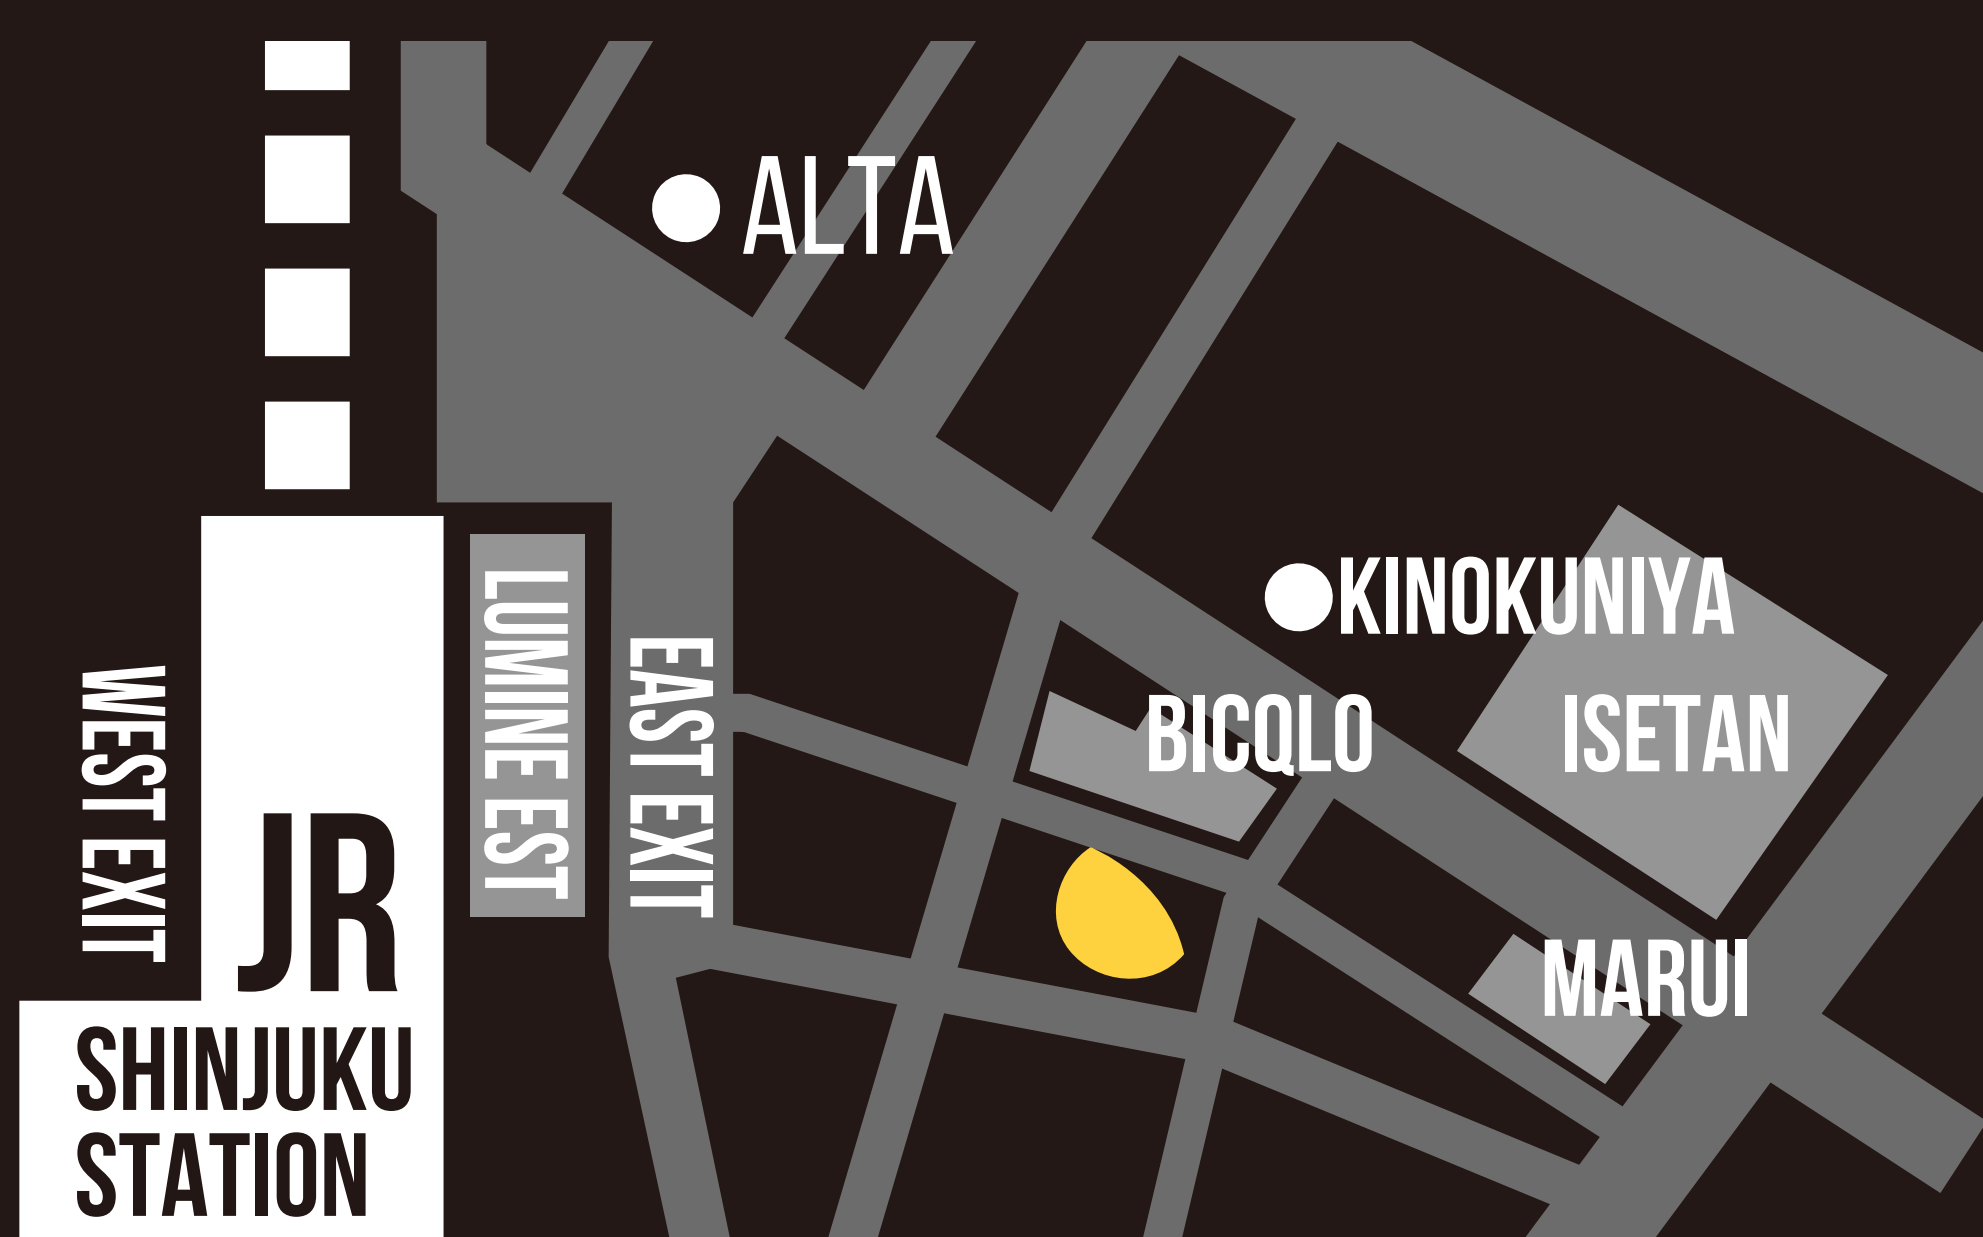 ALTA
KINOKUNIYA
BICQLO
ISETAN
MARUI
LUMINE EST
EAST EXIT
WEST EXIT
JR
SHINJUKU
STATION